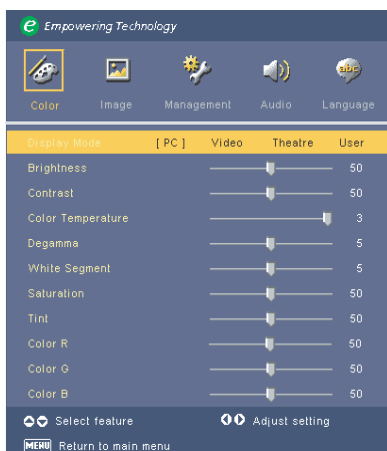 e Empowering Technology
abc
Color Image Management Audio Language
Display Mode [ PC ] Video Theatre User
Brightness 50
Contrast 50
Color Temperature 3
Degamma 5
White Segment 5
Saturation 50
Tint 50
Color R 50
Color G 50
Color B 50
Select feature Adjust setting
MENU Return to main menu